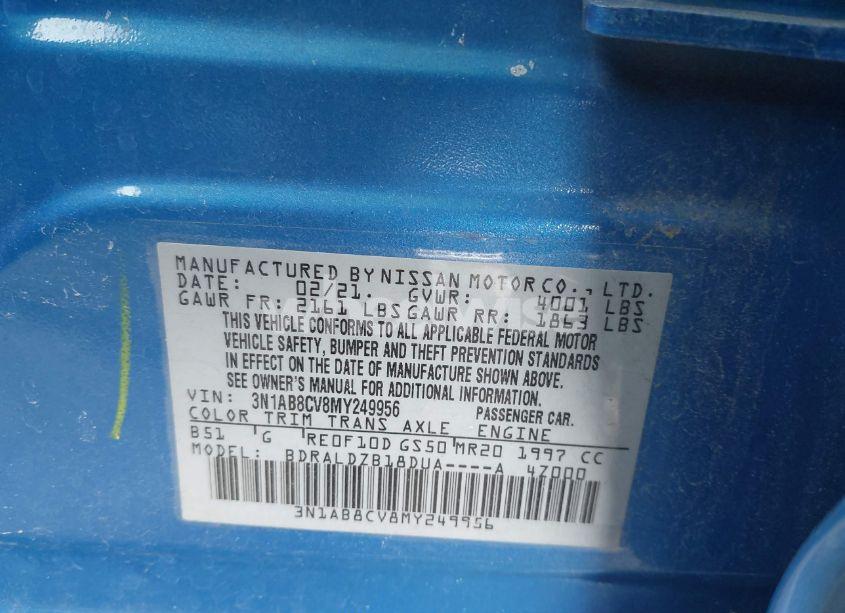 MANUFACTURED BY NISSAN MOTOR CO., LTD.
DATE: 02/21. GVWR: 4001 LBS
GAWR FR: 2161 LBS GAWR RR: 1863 LBS
THIS VEHICLE CONFORMS TO ALL APPLICABLE FEDERAL MOTOR
VEHICLE SAFETY, BUMPER AND THEFT PREVENTION STANDARDS
IN EFFECT ON THE DATE OF MANUFACTURE SHOWN ABOVE.
SEE OWNER'S MANUAL FOR ADDITIONAL INFORMATION.
VIN: 3N1AB8CV8MY249956 PASSENGER CAR.
COLOR TRIM TRANS AXLE ENGINE
B51 G RE0F10D GS50 MR20 1997 CC
MODEL: BDRALDZB18DUA----A 4Z000
3N1AB8CV8MY249956